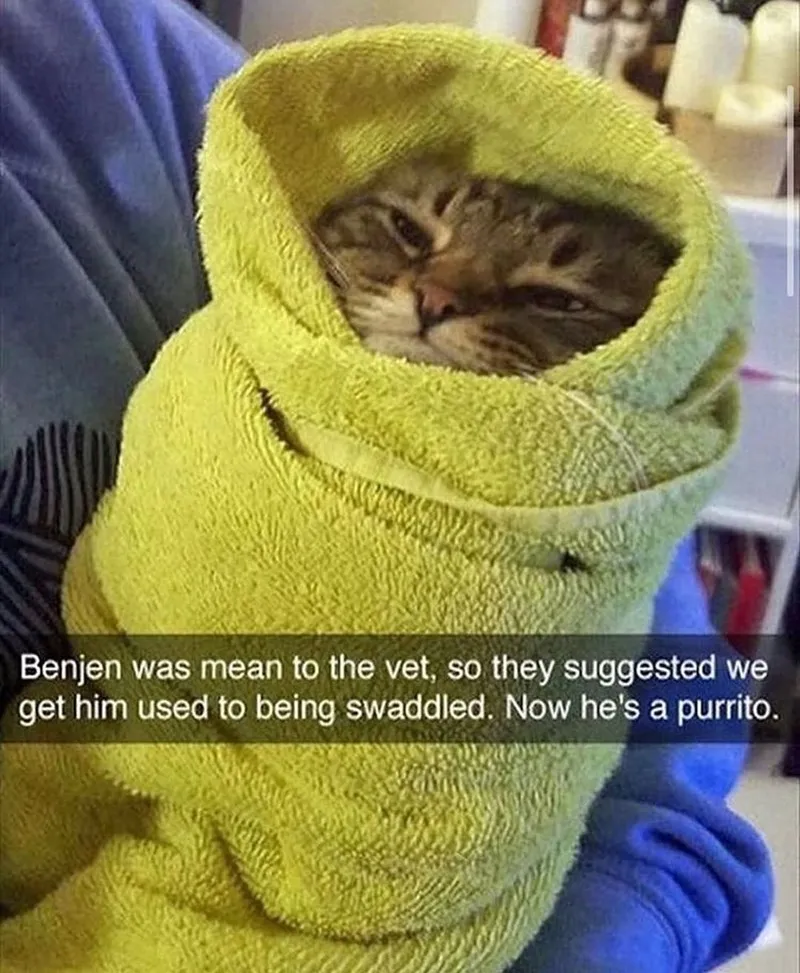 Benjen was mean to the vet, so they suggested we
get him used to being swaddled. Now he's a purrito.